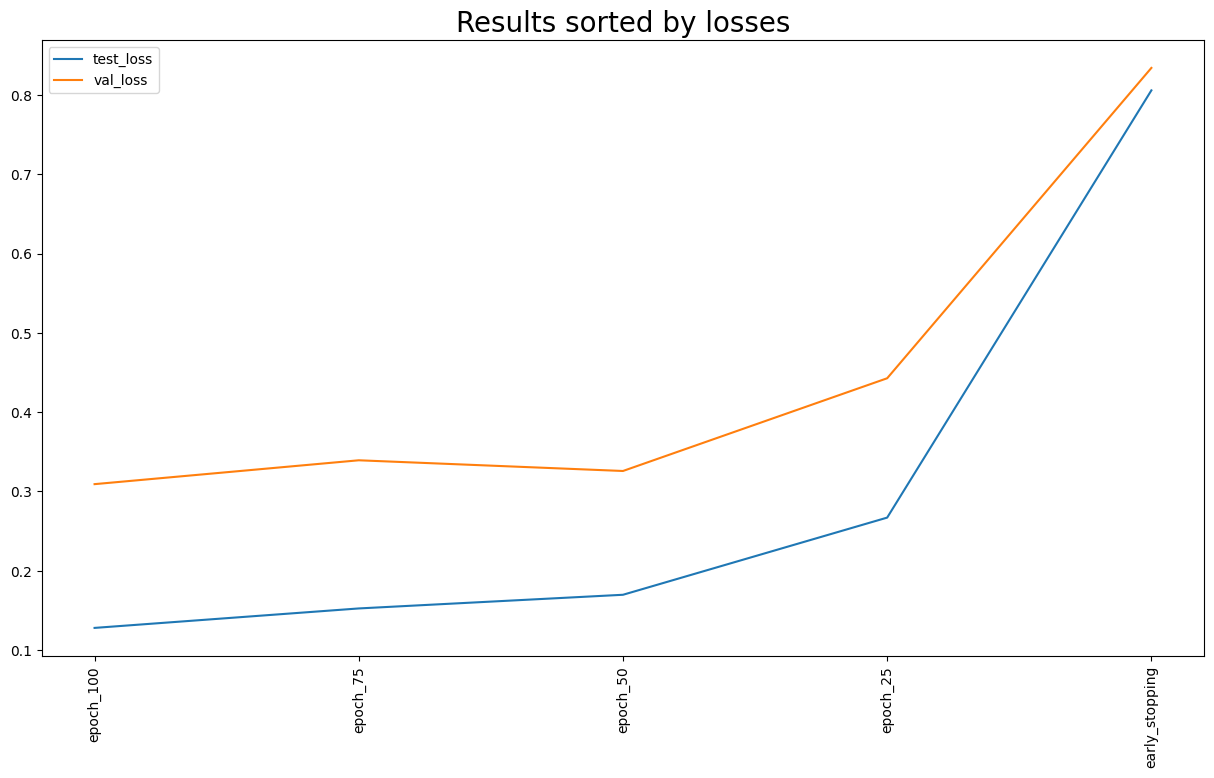 Results sorted by losses
test_loss
val_loss
0.8
0.7
0.6
0.5
0.4
0.3
0.2
0.1
epoch_100
epoch_75
epoch_50
epoch_25
early_stopping